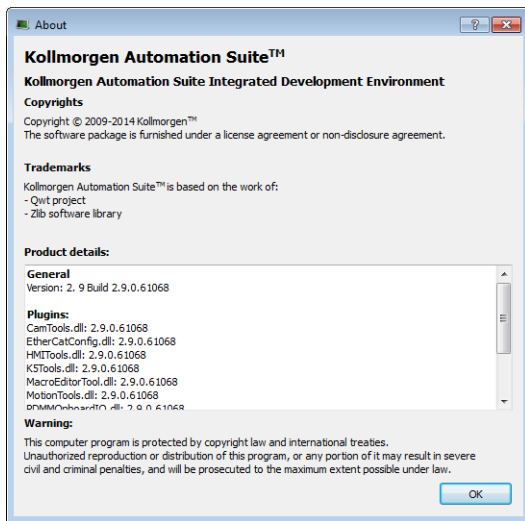 About
Kollmorgen Automation Suite™
Kollmorgen Automation Suite Integrated Development Environment
Copyrights
Copyright © 2009-2014 Kollmorgen™
The software package is furnished under a license agreement or non-disclosure agreement.
Trademarks
Kollmorgen Automation Suite™ is based on the work of:
- Qwt project
- Zlib software library
Product details:
General
Version: 2. 9 Build 2.9.0.61068
Plugins:
CamTools.dll: 2.9.0.61068
EtherCatConfig.dll: 2.9.0.61068
HMITools.dll: 2.9.0.61068
K5Tools.dll: 2.9.0.61068
MacroEditorTool.dll: 2.9.0.61068
MotionTools.dll: 2.9.0.61068
PDMMOnboardIO.dll: 2.9.0.61068
Warning:
This computer program is protected by copyright law and international treaties.
Unauthorized reproduction or distribution of this program, or any portion of it may result in severe
civil and criminal penalties, and will be prosecuted to the maximum extent possible under law.
OK